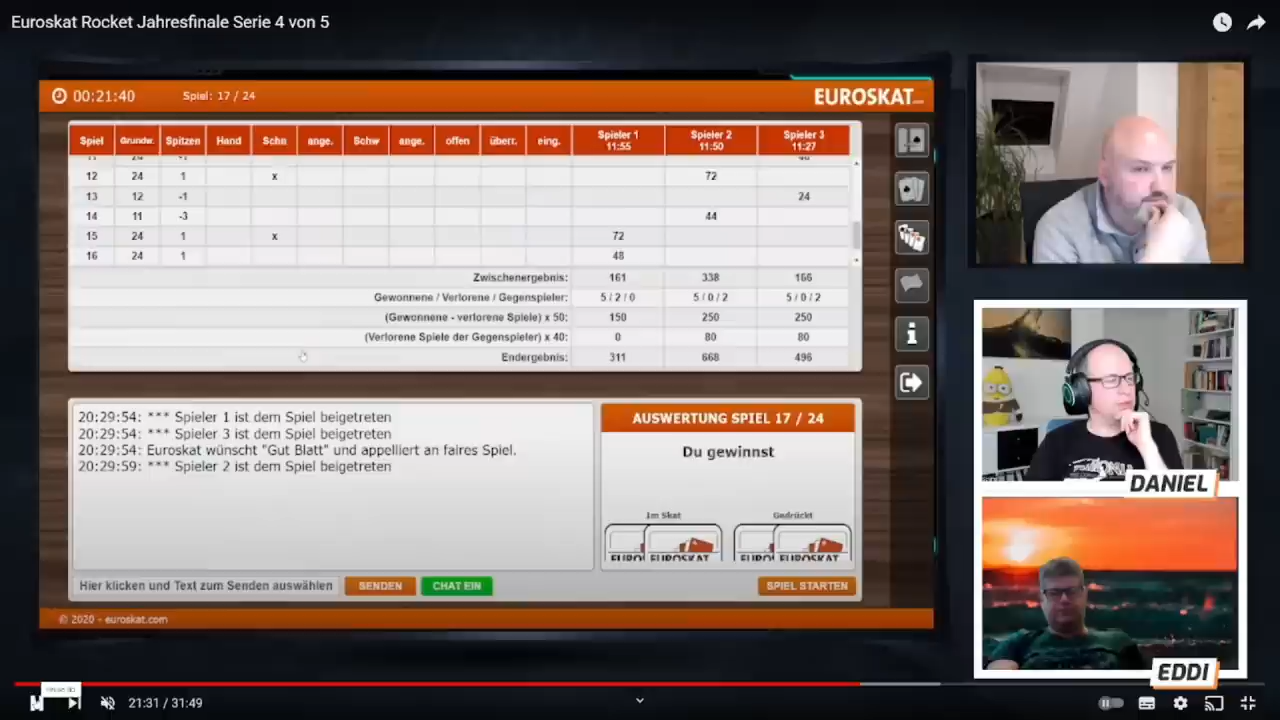 Euroskat Rocket Jahresfinale Serie 4 von 5
00:21:40 Spiel: 17 / 24 EUROSKAT
Spiel Grundw. Spitzen Hand Schn ange. Schw ange. offen überr. eing. Spieler 1 11:55 Spieler 2 11:50 Spieler 3 11:27
12 24 1 x 72
13 12 -1 24
14 11 -3 44
15 24 1 x 72
16 24 1 48
Zwischenergebnis: 161 338 166
Gewonnene / Verlorene / Gegenspieler: 5 / 2 / 0 5 / 0 / 2 5 / 0 / 2
(Gewonnene - verlorene Spiele) x 50: 150 250 250
(Verlorene Spiele der Gegenspieler) x 40: 0 80 80
Endergebnis: 311 668 496
20:29:54: *** Spieler 1 ist dem Spiel beigetreten
20:29:54: *** Spieler 3 ist dem Spiel beigetreten
20:29:54: Euroskat wünscht "Gut Blatt" und appelliert an faires Spiel.
20:29:59: *** Spieler 2 ist dem Spiel beigetreten
AUSWERTUNG SPIEL 17 / 24
Du gewinnst
Im Skat Gedrückt
EUROSKAT EUROSKAT
Hier klicken und Text zum Senden auswählen SENDEN CHAT EIN SPIEL STARTEN
© 2020 - euroskat.com
DANIEL
EDDI
21:31 / 31:49